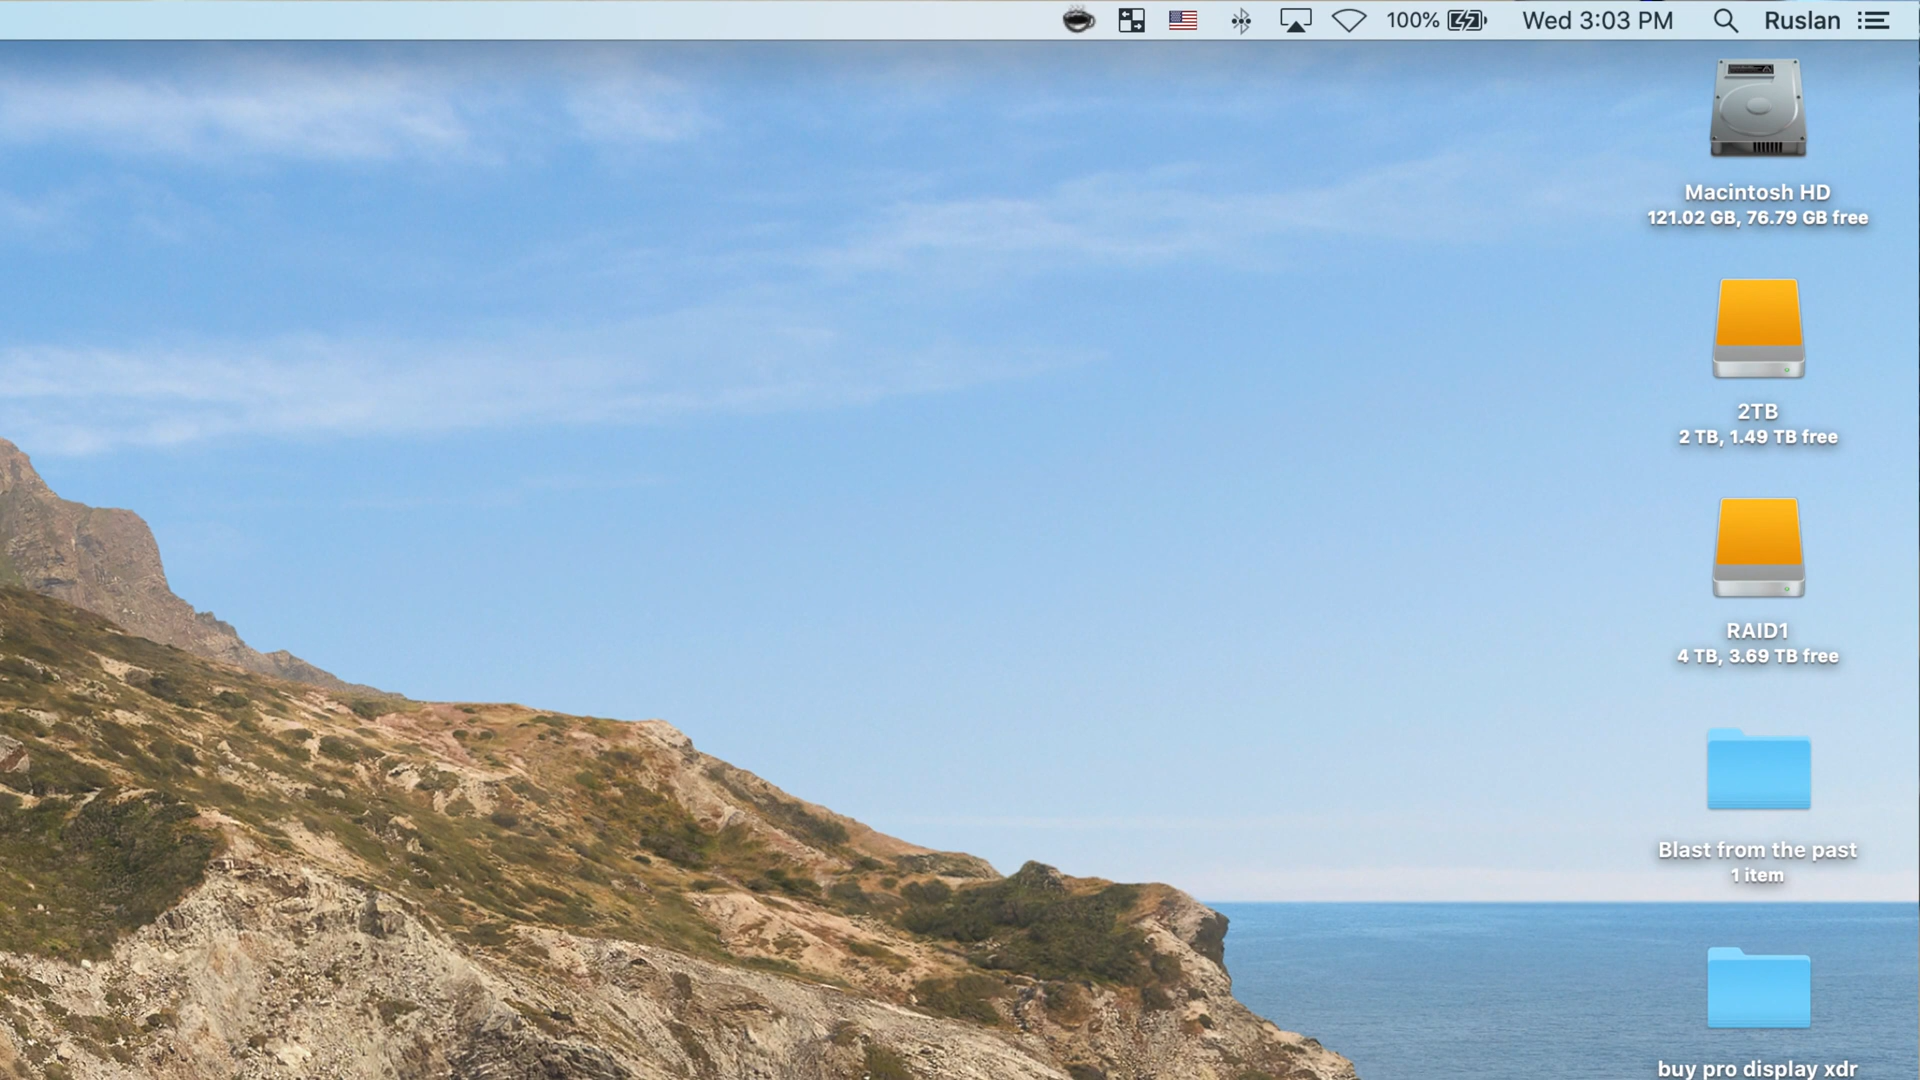 100% Wed 3:03 PM Ruslan
Macintosh HD
121.02 GB, 76.79 GB free
2TB
2 TB, 1.49 TB free
RAID1
4 TB, 3.69 TB free
Blast from the past
1 item
buy pro display xdr